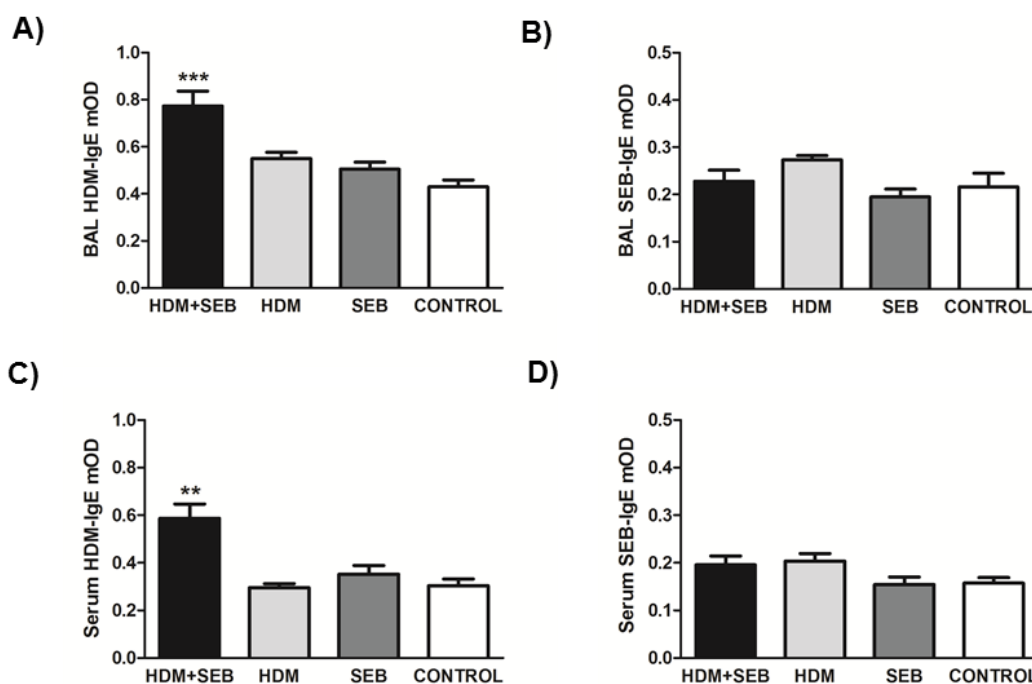 A)
BAL HDM-IgE mOD
1.0
0.8
0.6
0.4
0.2
0.0
***
HDM+SEB HDM SEB CONTROL
B)
BAL SEB-IgE mOD
0.5
0.4
0.3
0.2
0.1
0.0
HDM+SEB HDM SEB CONTROL
C)
Serum HDM-IgE mOD
1.0
0.8
0.6
0.4
0.2
0.0
**
HDM+SEB HDM SEB CONTROL
D)
Serum SEB-IgE mOD
0.5
0.4
0.3
0.2
0.1
0.0
HDM+SEB HDM SEB CONTROL